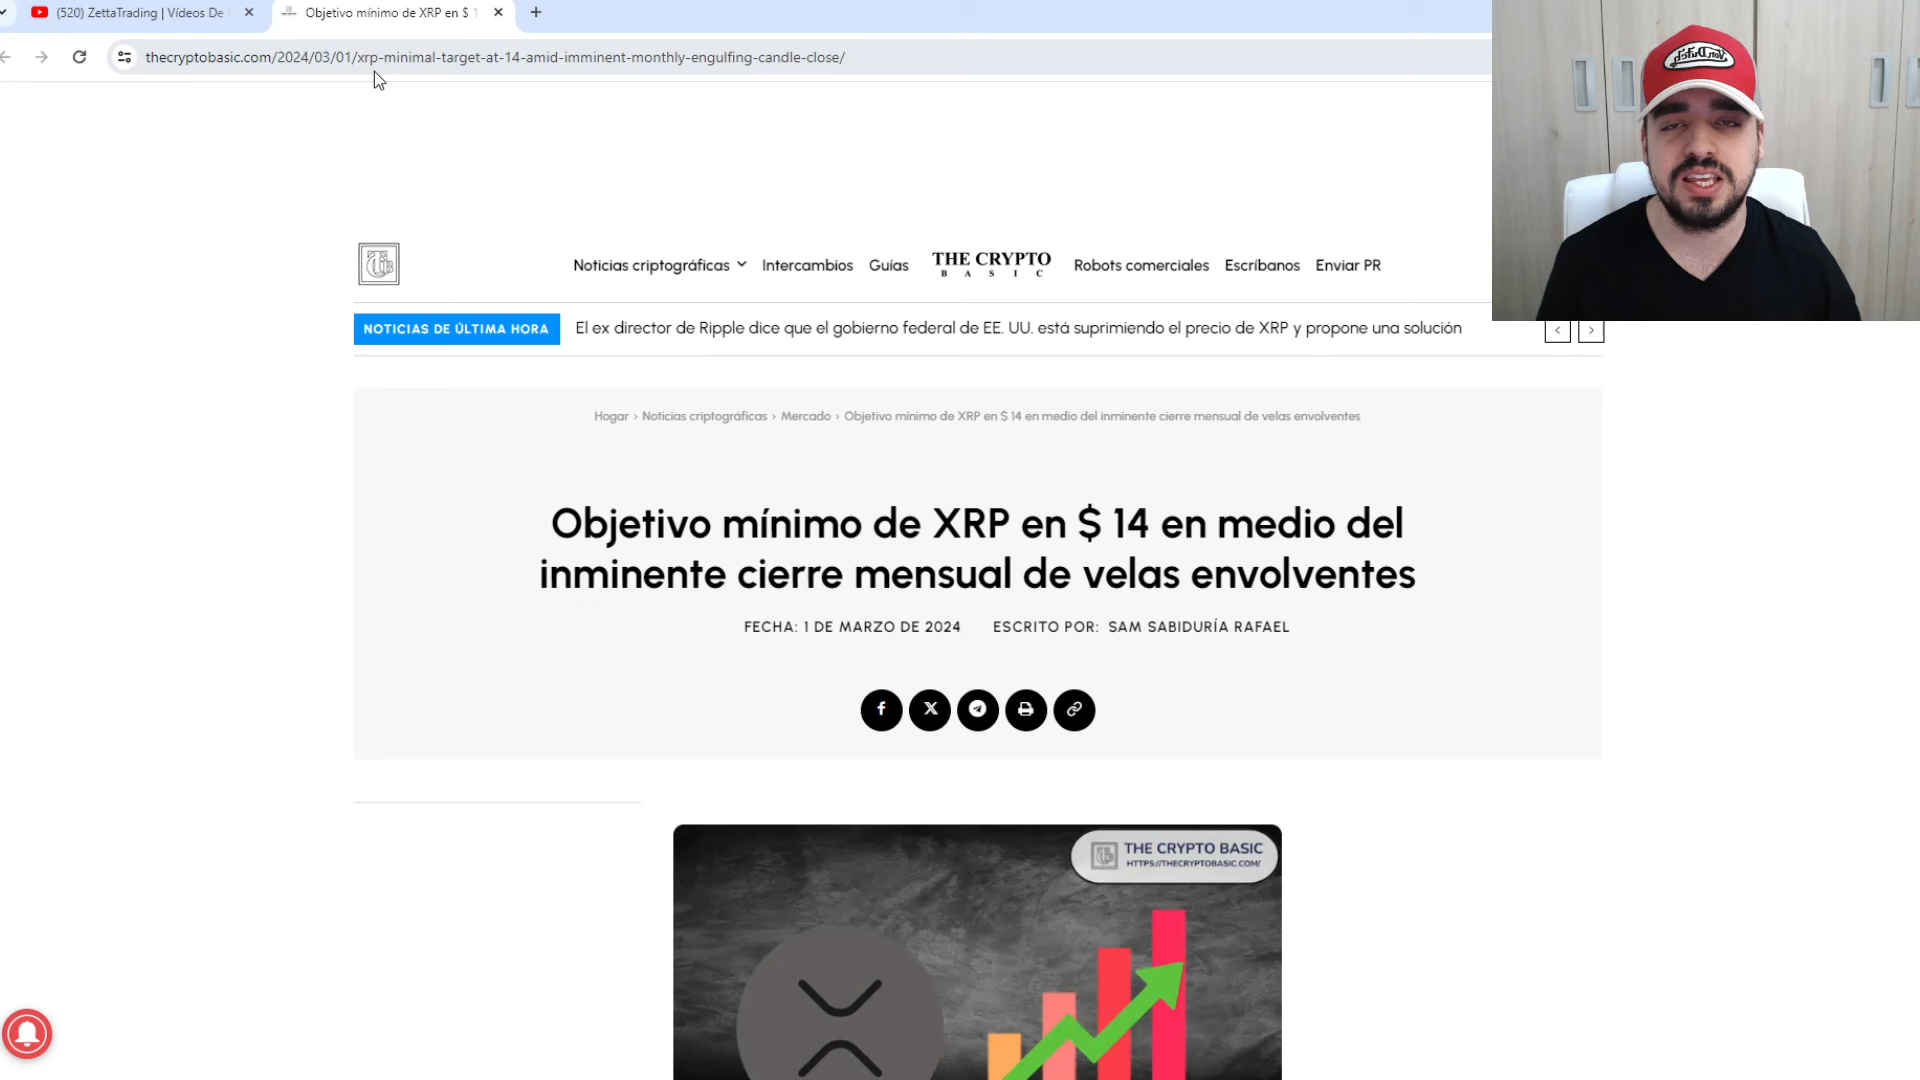 (520) ZettaTrading | Vídeos De
Objetivo mínimo de XRP en $ 1
thecryptobasic.com/2024/03/01/xrp-minimal-target-at-14-amid-imminent-monthly-engulfing-candle-close/
Von Dutch
Noticias criptográficas
Intercambios
Guías
THE CRYPTO
BASIC
Robots comerciales
Escríbanos
Enviar PR
NOTICIAS DE ÚLTIMA HORA
El ex director de Ripple dice que el gobierno federal de EE. UU. está suprimiendo el precio de XRP y propone una solución
Hogar › Noticias criptográficas › Mercado › Objetivo mínimo de XRP en $ 14 en medio del inminente cierre mensual de velas envolventes
Objetivo mínimo de XRP en $ 14 en medio del
inminente cierre mensual de velas envolventes
FECHA: 1 DE MARZO DE 2024
ESCRITO POR: SAM SABIDURÍA RAFAEL
THE CRYPTO BASIC
HTTPS://THECRYPTOBASIC.COM/